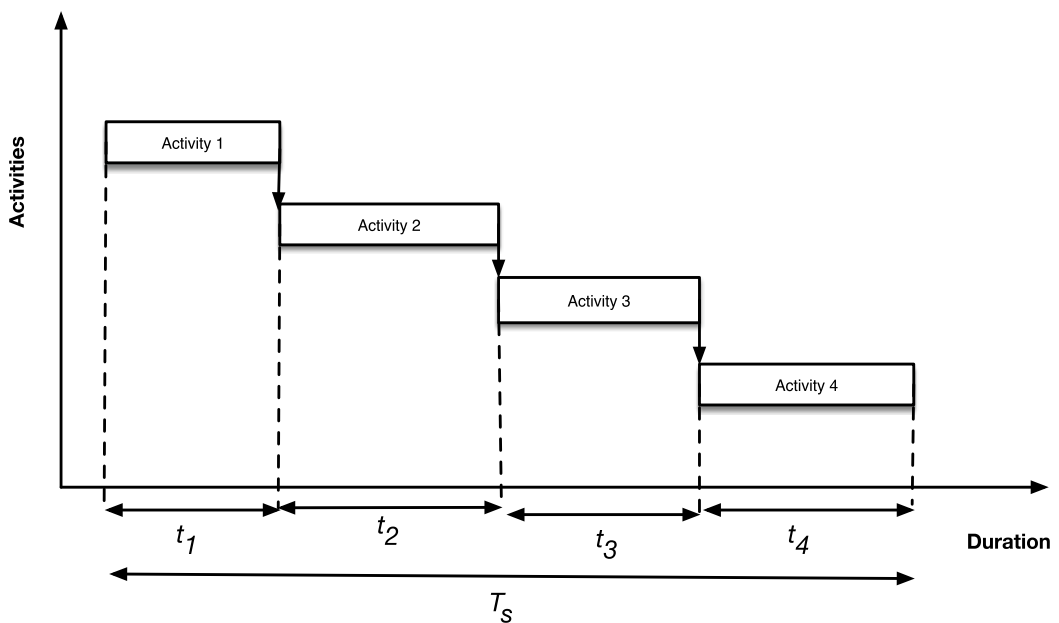 Activities
Activity 1
Activity 2
Activity 3
Activity 4
t1
t2
t3
t4
Duration
Ts